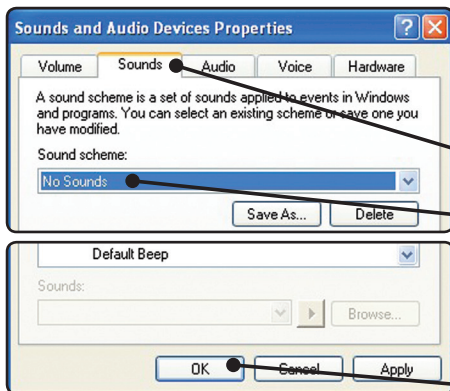 Sounds and Audio Devices Properties
Volume Sounds Audio Voice Hardware
A sound scheme is a set of sounds applied to events in Windows
and programs. You can select an existing scheme or save one you
have modified.
Sound scheme:
No Sounds
Save As... Delete
Default Beep
Sounds:
Browse...
OK Cancel Apply